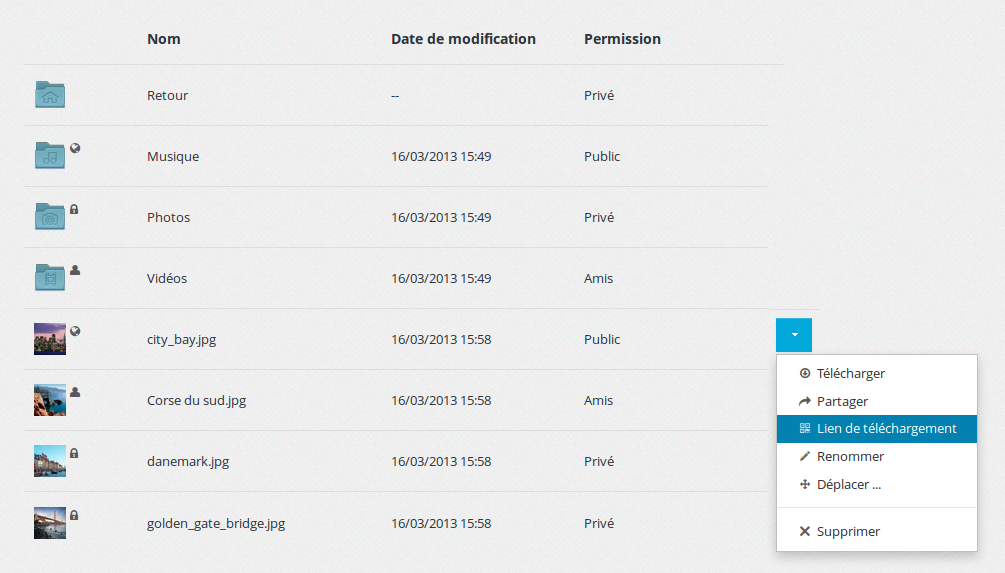 Nom Date de modification Permission
Retour -- Privé
Musique 16/03/2013 15:49 Public
Photos 16/03/2013 15:49 Privé
Vidéos 16/03/2013 15:49 Amis
city_bay.jpg 16/03/2013 15:58 Public
Corse du sud.jpg 16/03/2013 15:58 Amis
danemark.jpg 16/03/2013 15:58 Privé
golden_gate_bridge.jpg 16/03/2013 15:58 Privé
Télécharger
Partager
Lien de téléchargement
Renommer
Déplacer ...
Supprimer